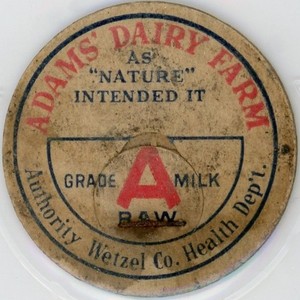 ADAMS' DAIRY FARM
AS
"NATURE"
INTENDED IT
GRADE A MILK
RAW
Authority Wetzel Co. Health Dep't.